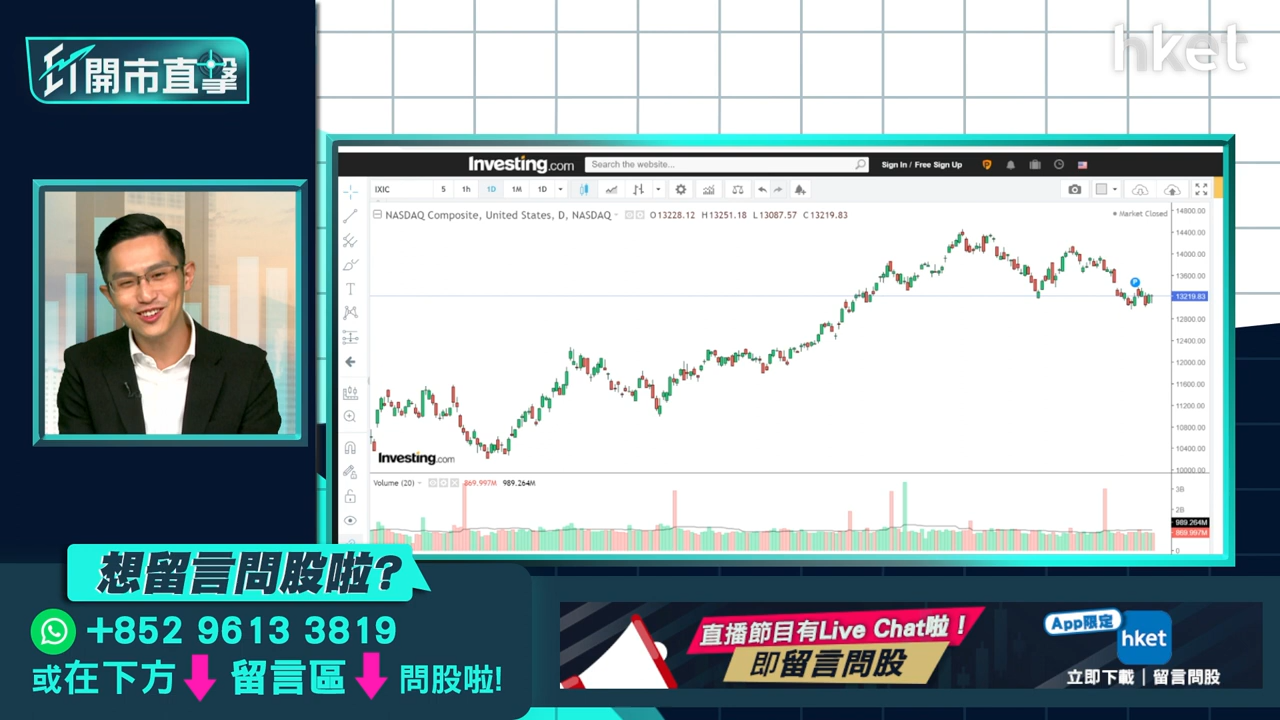 ET開市直擊
hket
Investing.com
Search the website...
Sign In / Free Sign Up
IXIC
5
1h
1D
1M
1D
NASDAQ Composite, United States, D, NASDAQ
O13228.12 H13251.18 L13087.57 C13219.83
Market Closed
14800.00
14400.00
14000.00
13600.00
13219.83
12800.00
12400.00
12000.00
11600.00
11200.00
10800.00
10400.00
10000.00
Investing.com
Volume (20)
869.997M 989.264M
3B
2B
989.264M
869.997M
0
想留言問股啦?
+852 9613 3819
或在下方 留言區 問股啦!
直播節目有Live Chat啦！
即留言問股
App限定
hket
立即下載｜留言問股